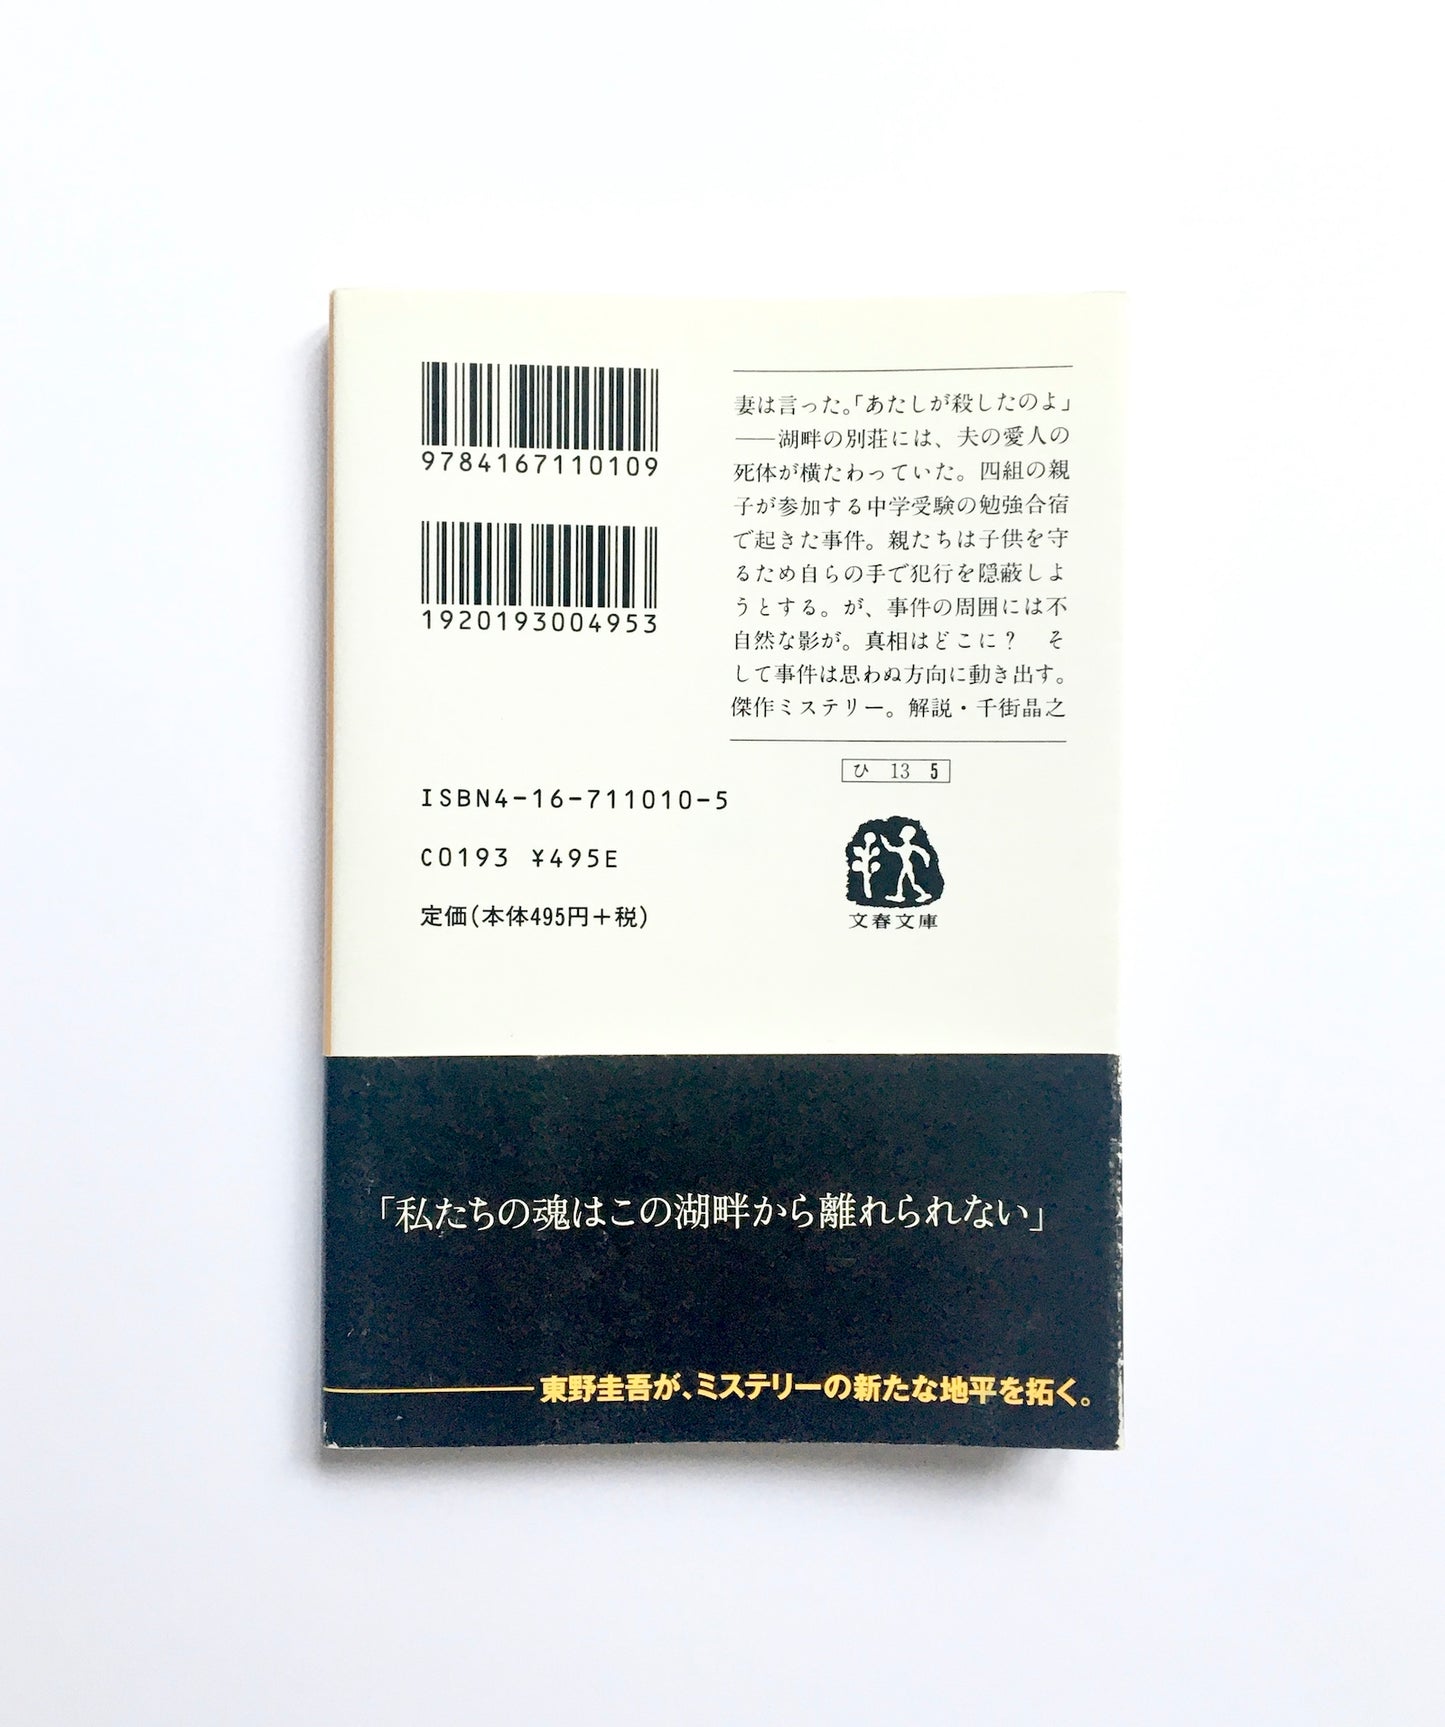 9784167110109
1920193004953
妻は言った。「あたしが殺したのよ」
――湖畔の別荘には、夫の愛人の
死体が横たわっていた。四組の親
子が参加する中学受験の勉強合宿
で起きた事件。親たちは子供を守
るため自らの手で犯行を隠蔽しよ
うとする。が、事件の周囲には不
自然な影が。真相はどこに？　そ
して事件は思わぬ方向に動き出す。
傑作ミステリー。解説・千街晶之
ひ 13 5
文春文庫
ISBN4-16-711010-5
C0193 ¥495E
定価(本体495円+税)
「私たちの魂はこの湖畔から離れられない」
東野圭吾が、ミステリーの新たな地平を拓く。